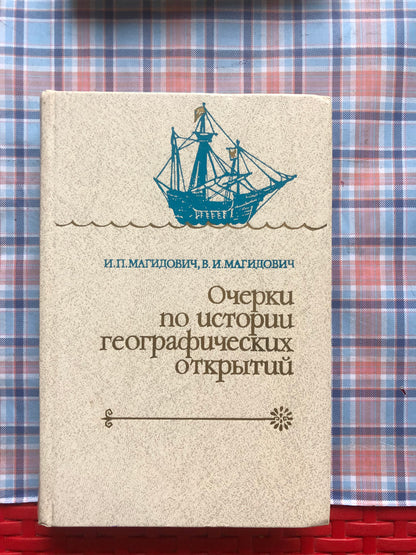 И.П.МАГИДОВИЧ, В.И.МАГИДОВИЧ
Очерки
по истории
географических
открытий